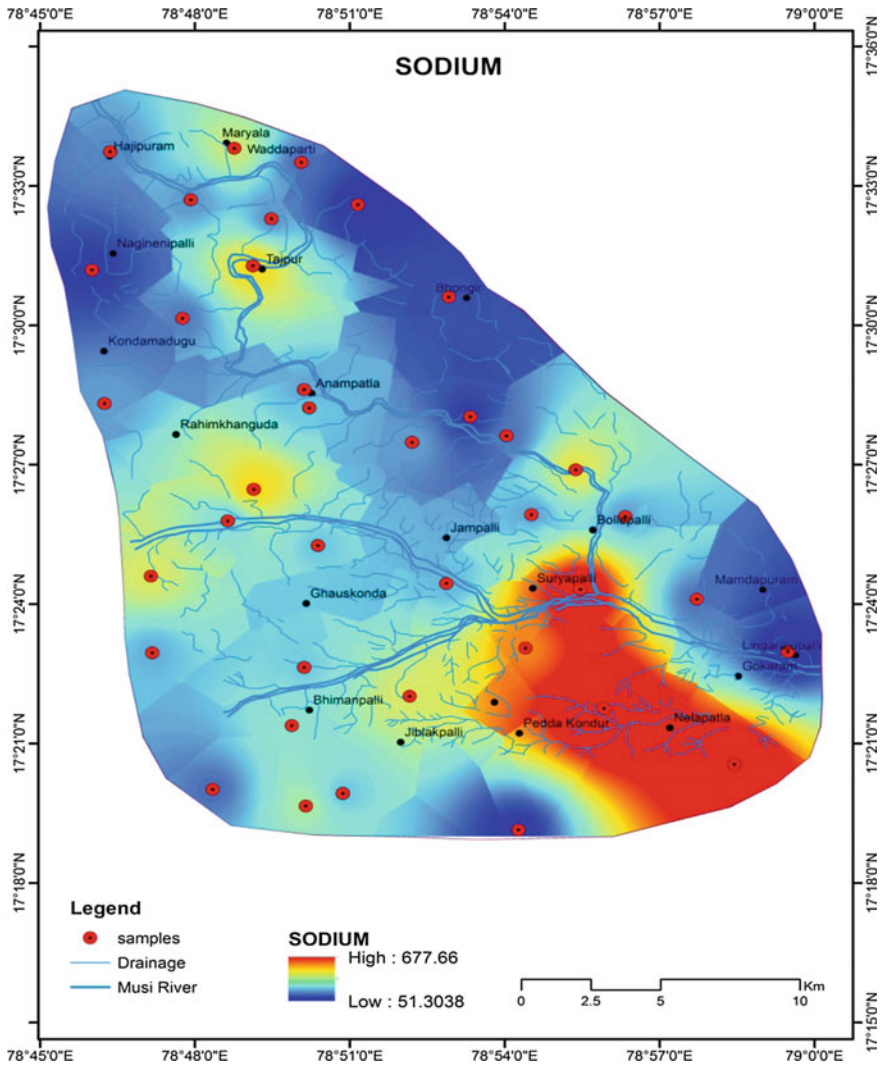 78°45'0"E 78°48'0"E 78°51'0"E 78°54'0"E 78°57'0"E 79°0'0"E
SODIUM
17°36'0"N 17°36'0"N
Maryala
Hajipuram
Waddaparti
17°33'0"N 17°33'0"N
Naginenipalli
Tajpur
Bhongir
17°30'0"N 17°30'0"N
Kondamadugu
Anampatla
Rahimkhanguda
17°27'0"N 17°27'0"N
Jampalli
Bollepalli
Suryapalli
Mamdapuram
17°24'0"N 17°24'0"N
Ghauskonda
Gokaram
Bhimanpalli
Pedda Kondur
Nelapatla
17°21'0"N 17°21'0"N
Jiblakpalli
17°18'0"N 17°18'0"N
Legend
samples
Drainage
Musi River
SODIUM
High : 677.66
Low : 51.3038
Km
0 2.5 5 10
17°15'0"N 17°15'0"N
78°45'0"E 78°48'0"E 78°51'0"E 78°54'0"E 78°57'0"E 79°0'0"E